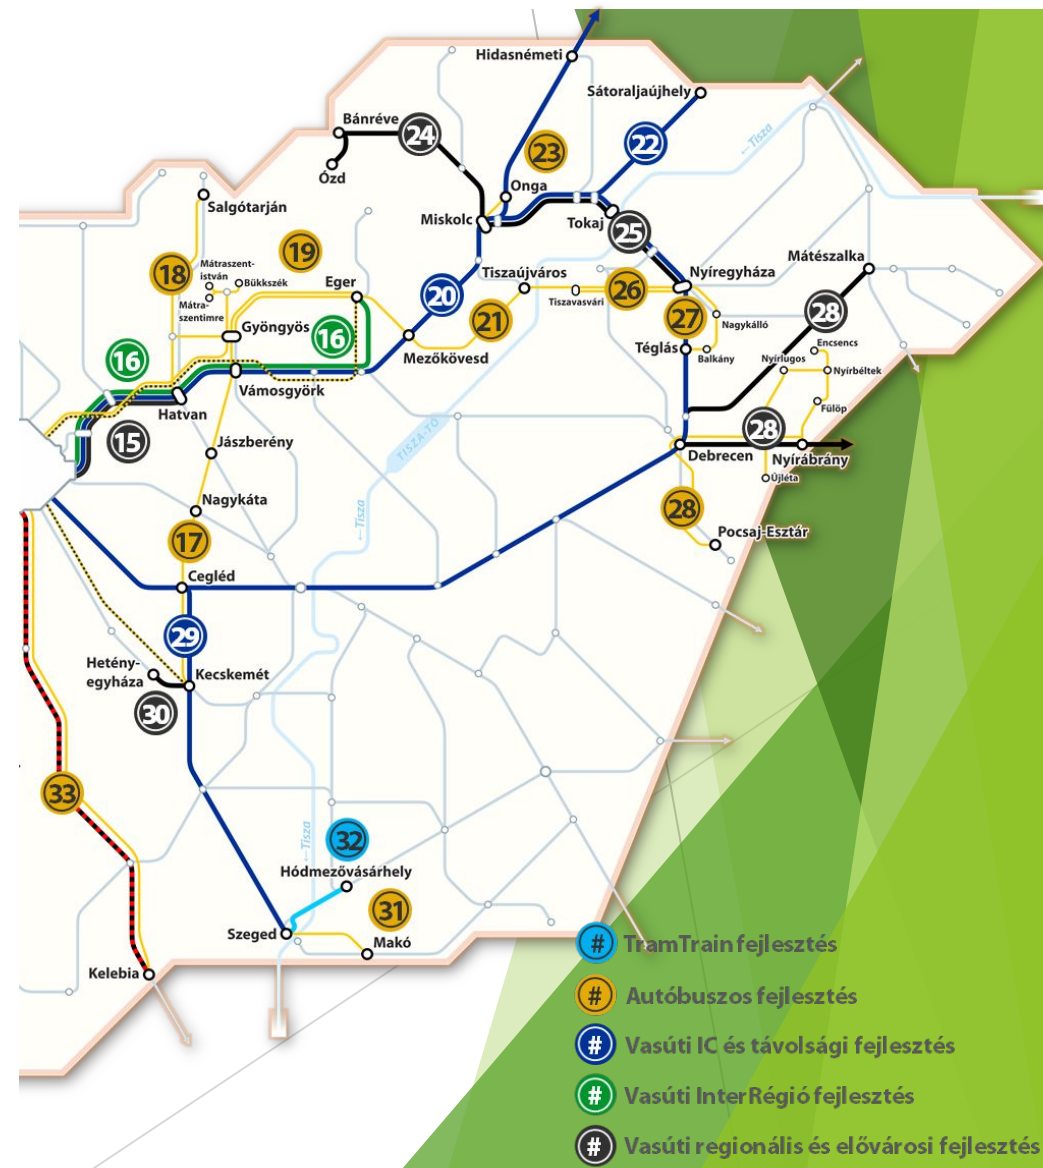 Hidasnémeti
Sátoraljaújhely
Bánréve
24
22
←Tisza
23
Ózd
Onga
Salgótarján
Miskolc
Tokaj
25
19
18
Mátraszent-
istván
Bükkszék
Mátra-
szentimre
Eger
Tiszaújváros
Nyíregyháza
Mátészalka
20
26
Tiszavasvári
21
27
Nagykálló
28
Gyöngyös
16
Mezőkövesd
Téglás
Balkány
Encsencs
Nyírlugos
Nyírbéltek
16
Vámosgyörk
Hatvan
Fülöp
15
28
Jászberény
TISZA-TÓ
Debrecen
Nyírábrány
Újléta
Nagykáta
←Tisza
28
17
Pocsaj-Esztár
Cegléd
29
Hetény-
egyháza
Kecskemét
30
33
32
←Tisza
Hódmezővásárhely
31
Szeged
Makó
Kelebia
# TramTrain fejlesztés
# Autóbuszos fejlesztés
# Vasúti IC és távolsági fejlesztés
# Vasúti InterRégió fejlesztés
# Vasúti regionális és elővárosi fejlesztés